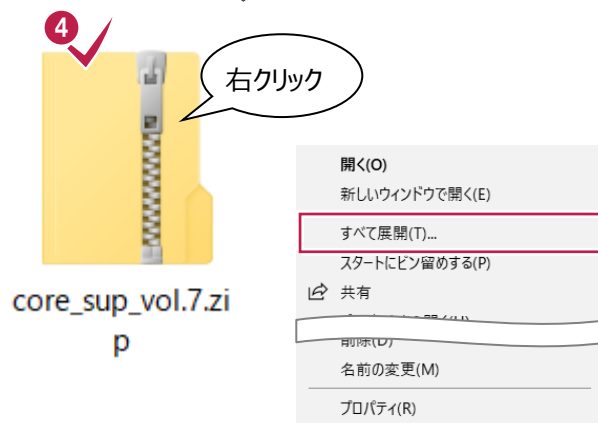 4
右クリック
core_sup_vol.7.zi
p
開く(O)
新しいウィンドウで開く(E)
すべて展開(T)...
スタートにピン留めする(P)
共有
削除(D)
名前の変更(M)
プロパティ(R)